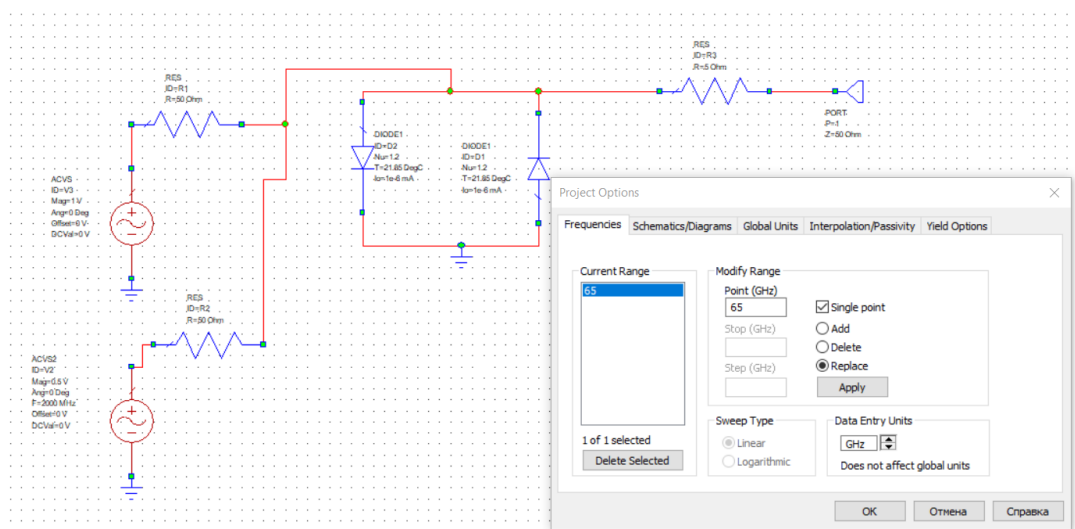 RES
ID=R3
R=5 Ohm
RES
ID=R1
R=50 Ohm
PORT
P=1
Z=50 Ohm
DIODE1
ID=D2
Nu=1.2
T=21.85 DegC
Io=1e-6 mA
DIODE1
ID=D1
Nu=1.2
T=21.85 DegC
Io=1e-6 mA
ACVS
ID=V3
Mag=1 V
Ang=0 Deg
Offset=0 V
DCVal=0 V
RES
ID=R2
R=50 Ohm
ACVS2
ID=V2
Mag=0.5 V
Ang=0 Deg
F=2000 MHz
Offset=0 V
DCVal=0 V
Project Options
Frequencies Schematics/Diagrams Global Units Interpolation/Passivity Yield Options
Current Range
65
1 of 1 selected
Delete Selected
Modify Range
Point (GHz)
65
Single point
Stop (GHz)
Add
Delete
Step (GHz)
Replace
Apply
Sweep Type
Linear
Logarithmic
Data Entry Units
GHz
Does not affect global units
OK Отмена Справка